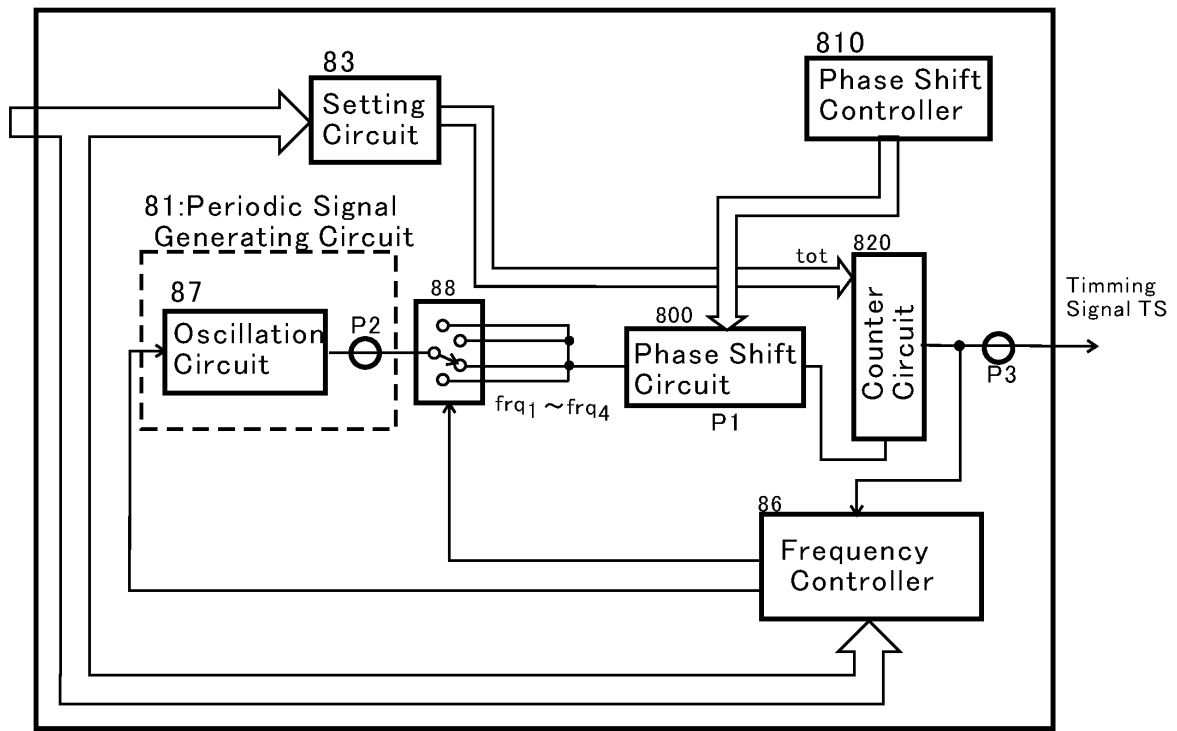 810
Phase Shift
Controller
83
Setting
Circuit
81:Periodic Signal
Generating Circuit
tot
820
Counter
Circuit
Timming
Signal TS
87
Oscillation
Circuit
P2
88
800
Phase Shift
Circuit
P1
P3
frq1～frq4
86
Frequency
Controller